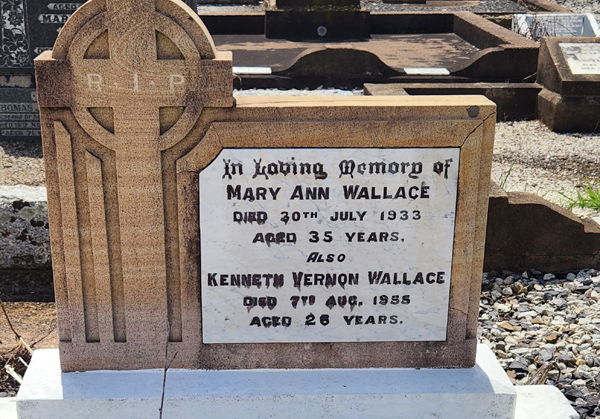 R.I.P
In Loving Memory of
MARY ANN WALLACE
DIED 30TH JULY 1933
AGED 35 YEARS.
ALSO
KENNETH VERNON WALLACE
DIED 7TH AUG. 1955
AGED 26 YEARS.